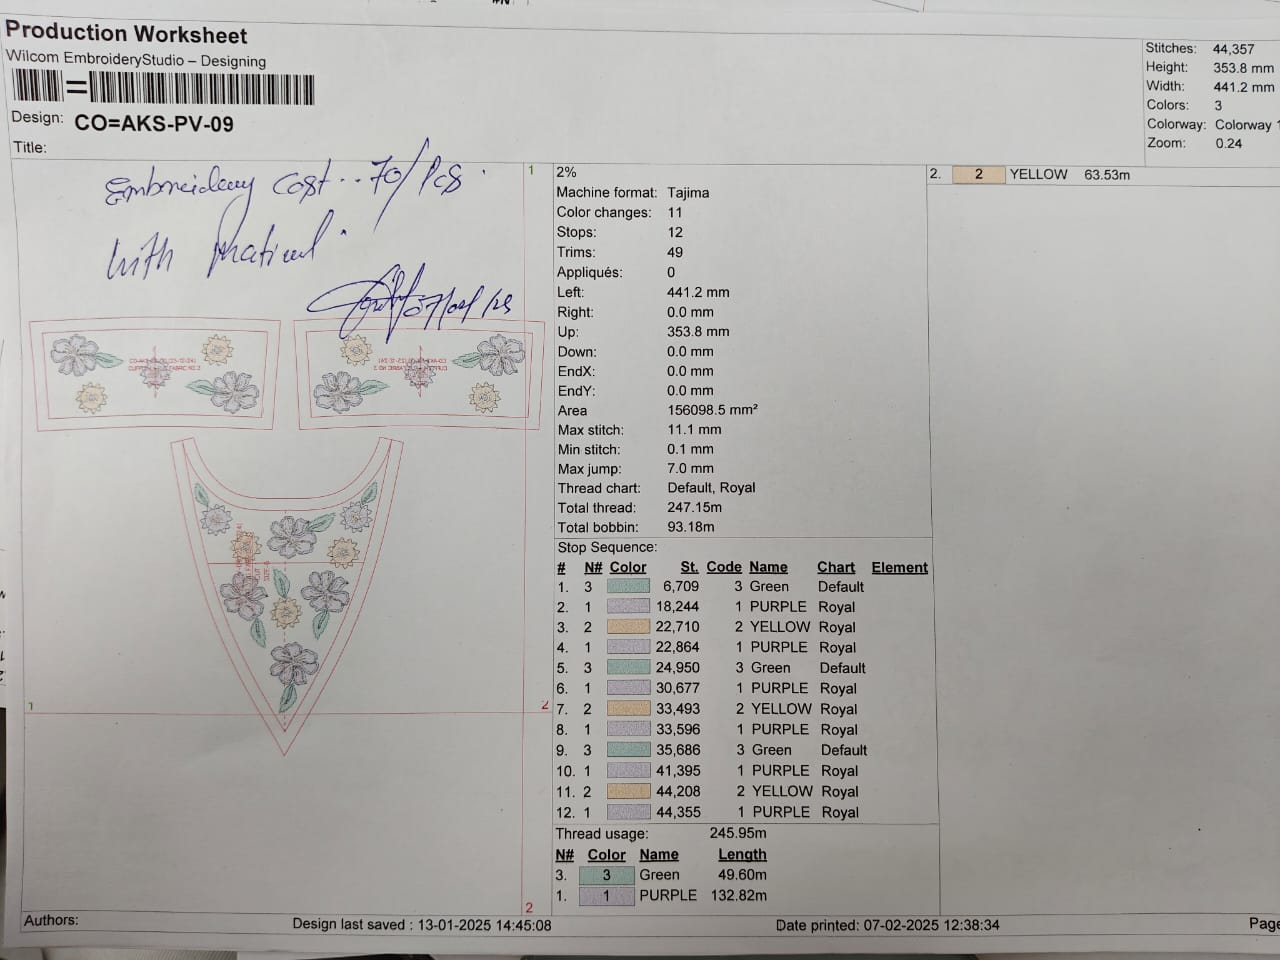 Production Worksheet
Wilcom EmbroideryStudio – Designing
Design: CO=AKS-PV-09
Title:
Stitches: 44,357
Height: 353.8 mm
Width: 441.2 mm
Colors: 3
Colorway: Colorway 1
Zoom: 0.24
Embroidery Cost.. 70/Pcs
With
1
2%
Machine format: Tajima
Color changes: 11
Stops: 12
Trims: 49
Appliqués: 0
Left: 441.2 mm
Right: 0.0 mm
Up: 353.8 mm
Down: 0.0 mm
EndX: 0.0 mm
EndY: 0.0 mm
Area 156098.5 mm²
Max stitch: 11.1 mm
Min stitch: 0.1 mm
Max jump: 7.0 mm
Thread chart: Default, Royal
Total thread: 247.15m
Total bobbin: 93.18m
Stop Sequence:
# N# Color St. Code Name Chart Element
1. 3 6,709 3 Green Default
2. 1 18,244 1 PURPLE Royal
3. 2 22,710 2 YELLOW Royal
4. 1 22,864 1 PURPLE Royal
5. 3 24,950 3 Green Default
6. 1 30,677 1 PURPLE Royal
7. 2 33,493 2 YELLOW Royal
8. 1 33,596 1 PURPLE Royal
9. 3 35,686 3 Green Default
10. 1 41,395 1 PURPLE Royal
11. 2 44,208 2 YELLOW Royal
12. 1 44,355 1 PURPLE Royal
Thread usage: 245.95m
N# Color Name Length
3. 3 Green 49.60m
1. 1 PURPLE 132.82m
2. 2 YELLOW 63.53m
1
2
2
Authors:
Design last saved : 13-01-2025 14:45:08
Date printed: 07-02-2025 12:38:34